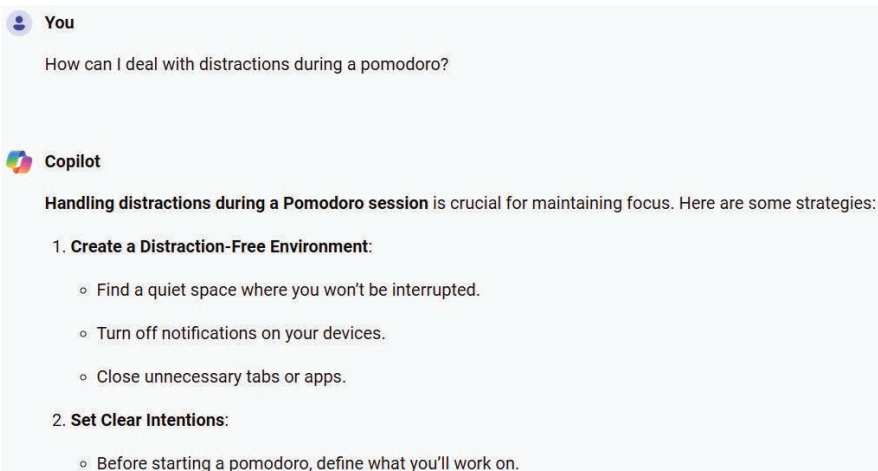 You
How can I deal with distractions during a pomodoro?
Copilot
Handling distractions during a Pomodoro session is crucial for maintaining focus. Here are some strategies:
1. Create a Distraction-Free Environment:
◦ Find a quiet space where you won’t be interrupted.
◦ Turn off notifications on your devices.
◦ Close unnecessary tabs or apps.
2. Set Clear Intentions:
◦ Before starting a pomodoro, define what you’ll work on.